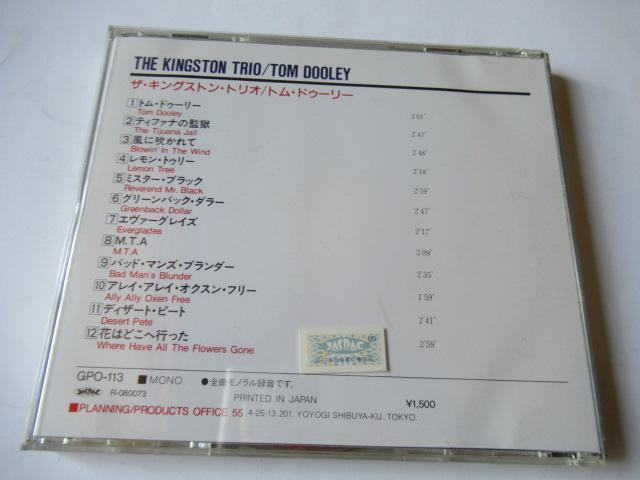 THE KINGSTON TRIO/TOM DOOLEY
ザ・キングストン・トリオ/トム・ドゥーリー
1 トム・ドゥーリー
Tom Dooley 3'01"
2 ティファナの監獄
The Tijuana Jail 2'47"
3 風に吹かれて
Blowin' In The Wind 2'48"
4 レモン・トゥリー
Lemon Tree 2'18"
5 ミスター・ブラック
Reverend Mr. Black 2'59"
6 グリーンバック・ダラー
Greenback Dollar 2'47"
7 エヴァーグレイズ
Everglades 2'17"
8 M.T.A
M.T.A 3'09"
9 バッド・マンズ・ブランダー
Bad Man's Blunder 2'35"
10 アレイ・アレイ・オクスン・フリー
Ally Ally Oxen Free 1'59"
11 ディザート・ピート
Desert Pete 2'41"
12 花はどこへ行った
Where Have All The Flowers Gone 2'59"
JASRAC
GPO-113 MONO ●全曲モノラル録音です。
R-080073 PRINTED IN JAPAN ¥1,500
PLANNING/PRODUCTS OFFICE 55 4-26-13.201. YOYOGI SHIBUYA-KU. TOKYO.